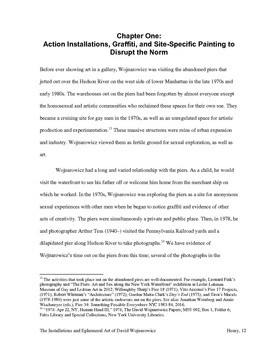 Chapter One:
Action Installations, Graffiti, and Site-Specific Painting to
Disrupt the Norm
Before ever showing art in a gallery, Wojnarowicz was visiting the abandoned piers that
jutted out over the Hudson River on the west side of lower Manhattan in the late 1970s and
early 1980s. The warehouses on the piers had been forgotten by almost everyone except
the homosexual and artistic communities who reclaimed these spaces for their own use. They
became a cruising site for gay men in the 1970s, as well as an unregulated space for artistic
production and experimentation. These massive structures were ruins of urban expansion
and industry. Wojnarowicz viewed them as fertile ground for sexual exploration, as well as
art.
Wojnarowicz had a long and varied relationship with the piers. As a child, he would
visit the waterfront to see his father off or welcome him home from the merchant ship on
which he worked. In the 1970s, Wojnarowicz was exploring the piers as a site for anonymous
sexual experiences with other men when he began to notice graffiti and evidence of other
acts of creativity. The piers were simultaneously a private and public place. Then, in 1978, he
and photographer Arthur Tress (1940–) visited the Pennsylvania Railroad yards and a
dilapidated pier along Hudson River to take photographs. We have evidence of
Wojnarowicz's time out on the piers from this time; several of the photographs in the
The activities that took place out on the abandoned piers are well-documented. For example, Leonard Fink's
photography and "The Piers: Art and Sex along the New York Waterfront" exhibition at Leslie Lohman
Museum of Gay and Lesbian Art in 2012; Willoughby Sharp's Pier 18 (1971); Vito Acconci's Pier 17 Projects,
(1971); Robert Whitman's "Architecture" (1972); Gordon Matta-Clark's Day's End (1975); and Tava's Murals
(1978-1980) were just some of the artistic endeavors out on the piers. See also Jonathan Weinberg and Annie
Wischmeyer (eds.), Pier 34: Something Possible Everywhere NYC 1983-84, 2016.
"1978: Apr 22, NY, Hudson River", 1978, The David Wojnarowicz Papers, MSS 092, Box 1, Folder 6,
Fales Library and Special Collections, New York University Libraries.
The Installations and Ephemeral Art of David Wojnarowicz Henry, 12